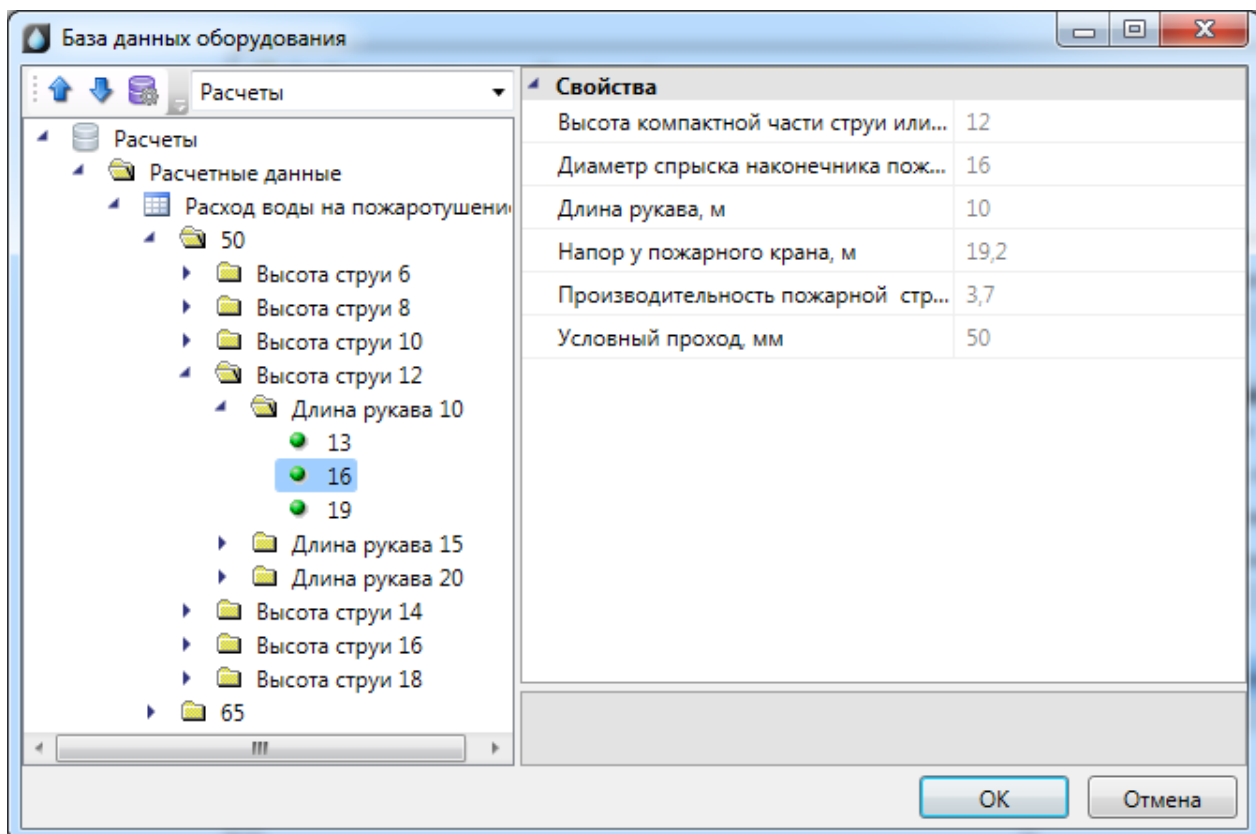 База данных оборудования
Расчеты
Расчеты
Расчетные данные
Расход воды на пожаротушени
50
Высота струи 6
Высота струи 8
Высота струи 10
Высота струи 12
Длина рукава 10
13
16
19
Длина рукава 15
Длина рукава 20
Высота струи 14
Высота струи 16
Высота струи 18
65
Свойства
Высота компактной части струи или... 12
Диаметр спрыска наконечника пож... 16
Длина рукава, м 10
Напор у пожарного крана, м 19,2
Производительность пожарной стр... 3,7
Условный проход, мм 50
ОК Отмена